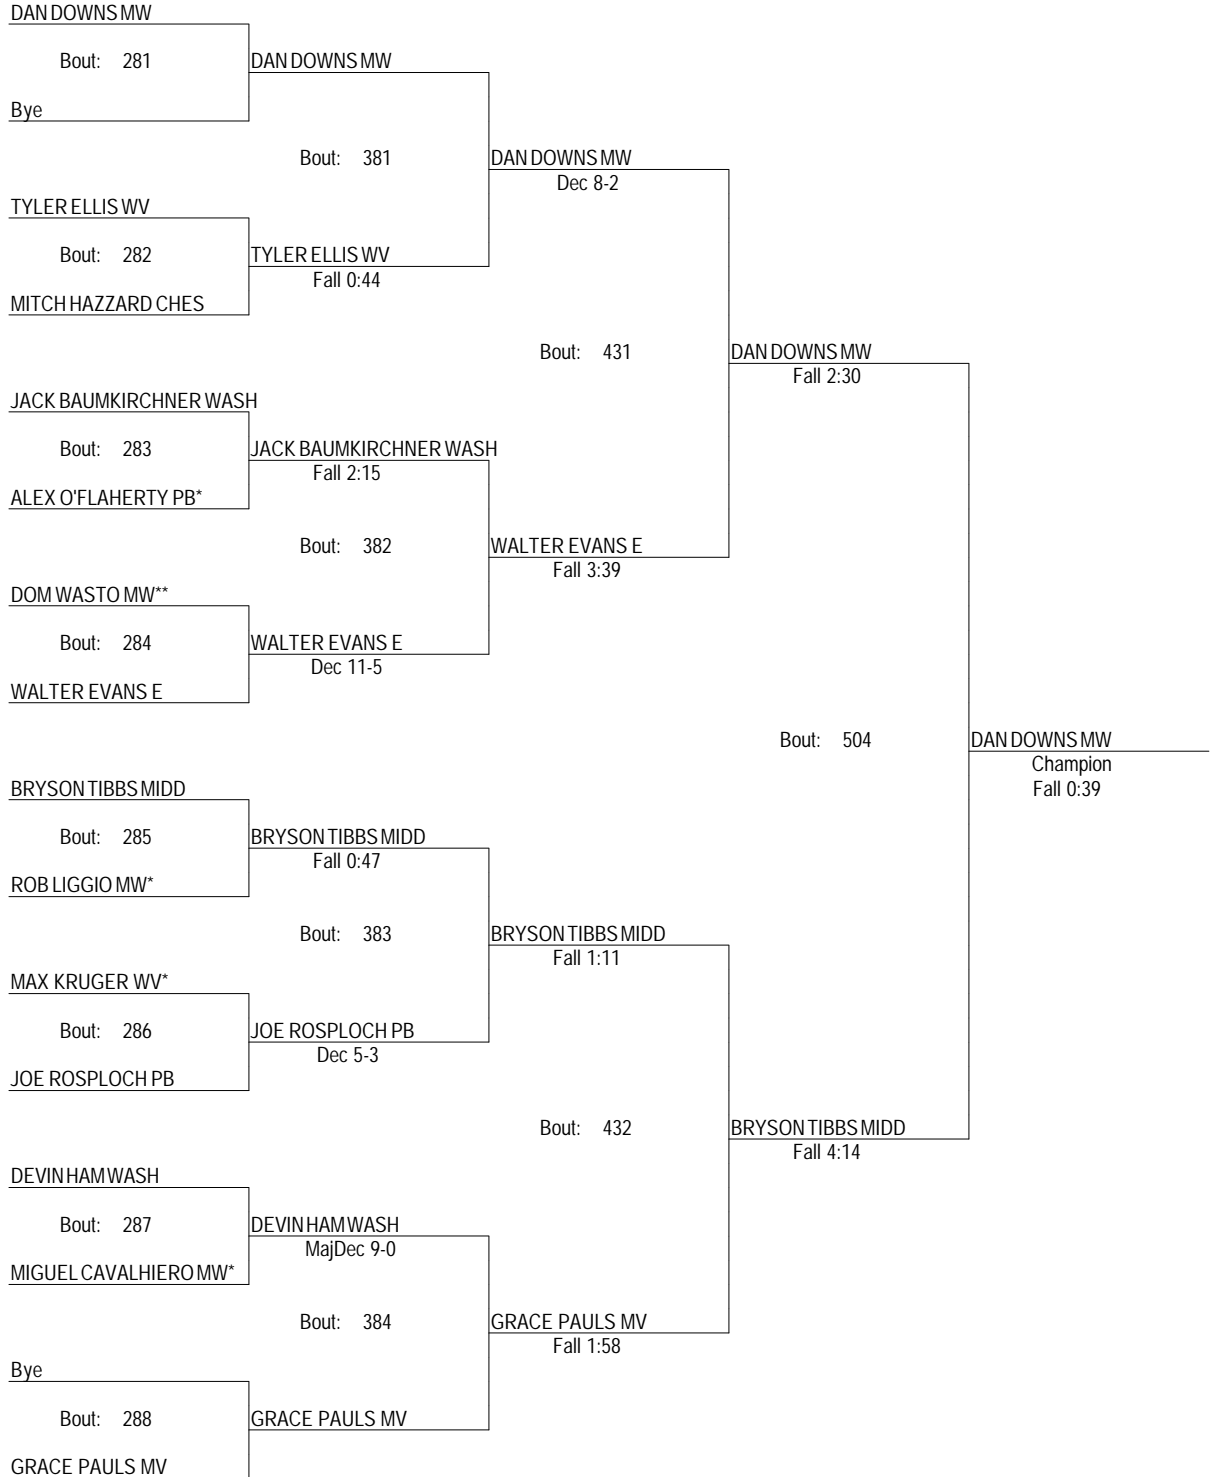 DAN DOWNS MW
Bout: 281 DAN DOWNS MW
Bye
Bout: 381 DAN DOWNS MW
Dec 8-2
TYLER ELLIS WV
Bout: 282 TYLER ELLIS WV
Fall 0:44
MITCH HAZZARD CHES
Bout: 431 DAN DOWNS MW
Fall 2:30
JACK BAUMKIRCHNER WASH
Bout: 283 JACK BAUMKIRCHNER WASH
Fall 2:15
ALEX O'FLAHERTY PB*
Bout: 382 WALTER EVANS E
Fall 3:39
DOM WASTO MW**
Bout: 284 WALTER EVANS E
Dec 11-5
WALTER EVANS E
Bout: 504 DAN DOWNS MW
Champion
BRYSON TIBBS MIDD Fall 0:39
Bout: 285 BRYSON TIBBS MIDD
Fall 0:47
ROB LIGGIO MW*
Bout: 383 BRYSON TIBBS MIDD
Fall 1:11
MAX KRUGER WV*
Bout: 286 JOE ROSPLOCH PB
Dec 5-3
JOE ROSPLOCH PB
Bout: 432 BRYSON TIBBS MIDD
Fall 4:14
DEVIN HAM WASH
Bout: 287 DEVIN HAM WASH
MajDec 9-0
MIGUEL CAVALHIERO MW*
Bout: 384 GRACE PAULS MV
Fall 1:58
Bye
Bout: 288 GRACE PAULS MV
GRACE PAULS MV